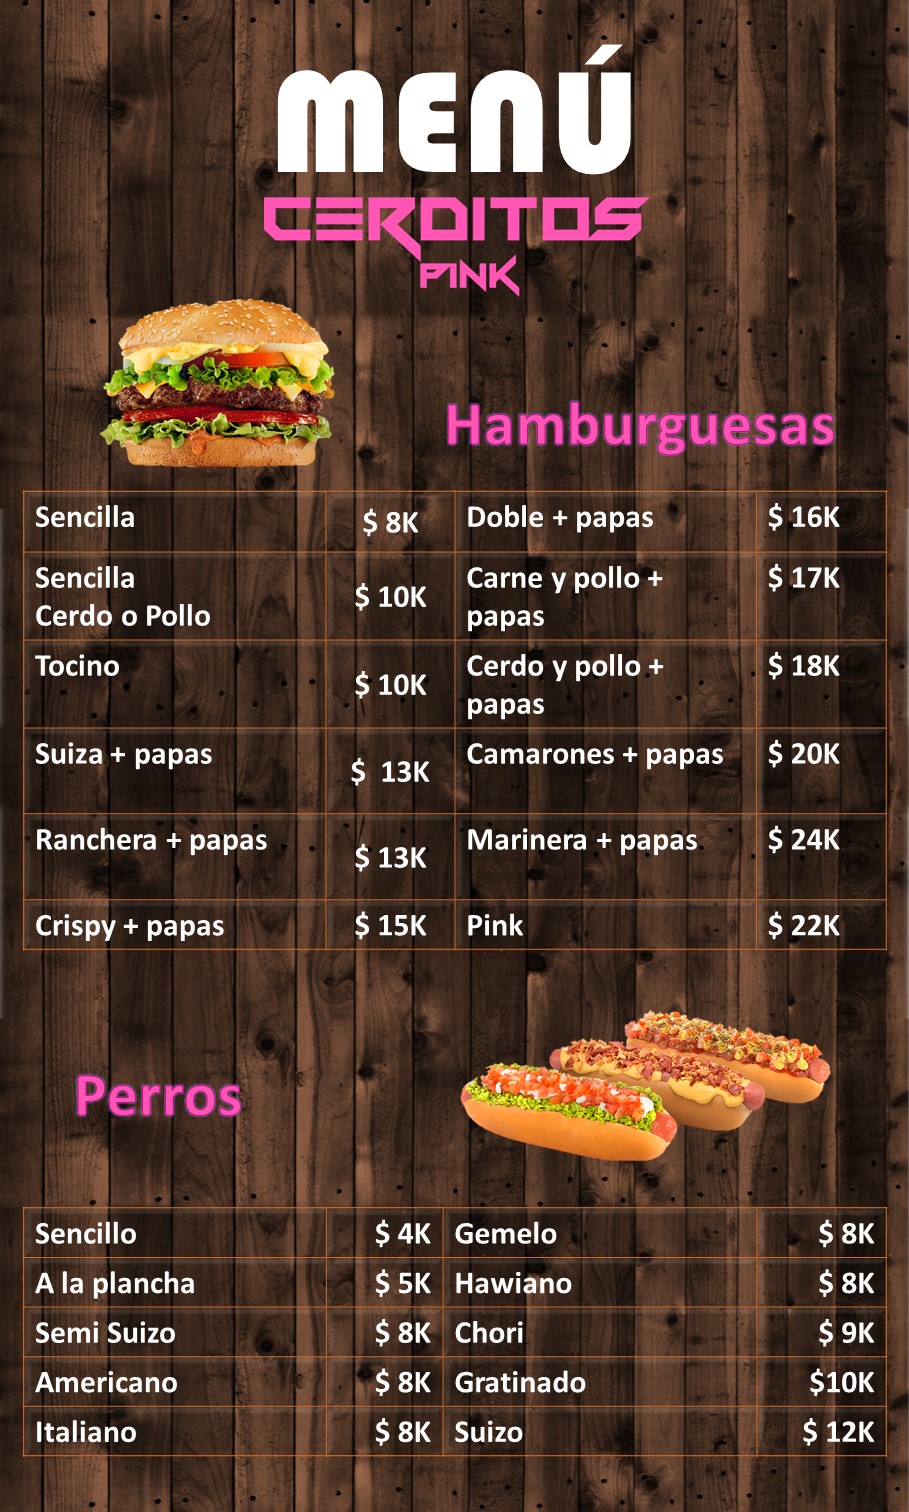 MENÚ
CERDITOS
PINK
Hamburguesas
Sencilla $ 8K Doble + papas $ 16K
Sencilla
Cerdo o Pollo $ 10K Carne y pollo +
papas $ 17K
Tocino $ 10K Cerdo y pollo +
papas $ 18K
Suiza + papas $ 13K Camarones + papas $ 20K
Ranchera + papas $ 13K Marinera + papas $ 24K
Crispy + papas $ 15K Pink $ 22K
Perros
Sencillo $ 4K Gemelo $ 8K
A la plancha $ 5K Hawiano $ 8K
Semi Suizo $ 8K Chori $ 9K
Americano $ 8K Gratinado $10K
Italiano $ 8K Suizo $ 12K